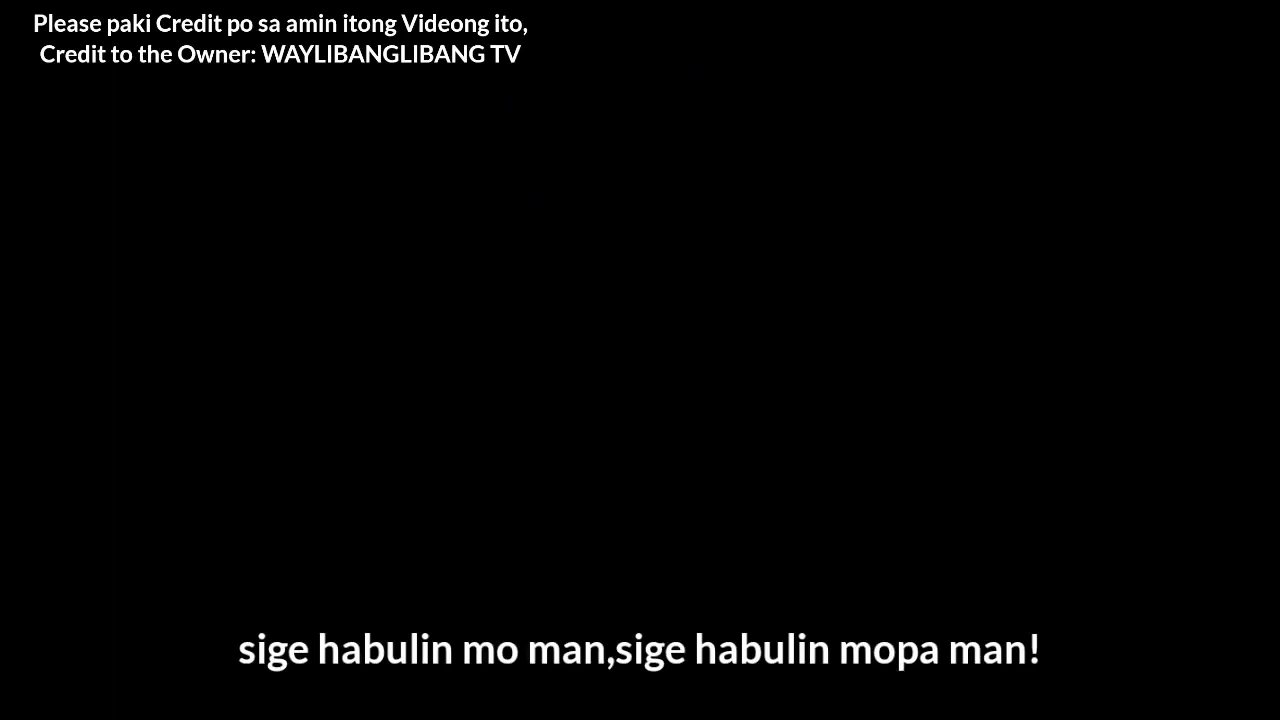 Please paki Credit po sa amin itong Videong ito,
Credit to the Owner: WAYLIBANGLIBANG TV
sige habulin mo man,sige habulin mopa man!